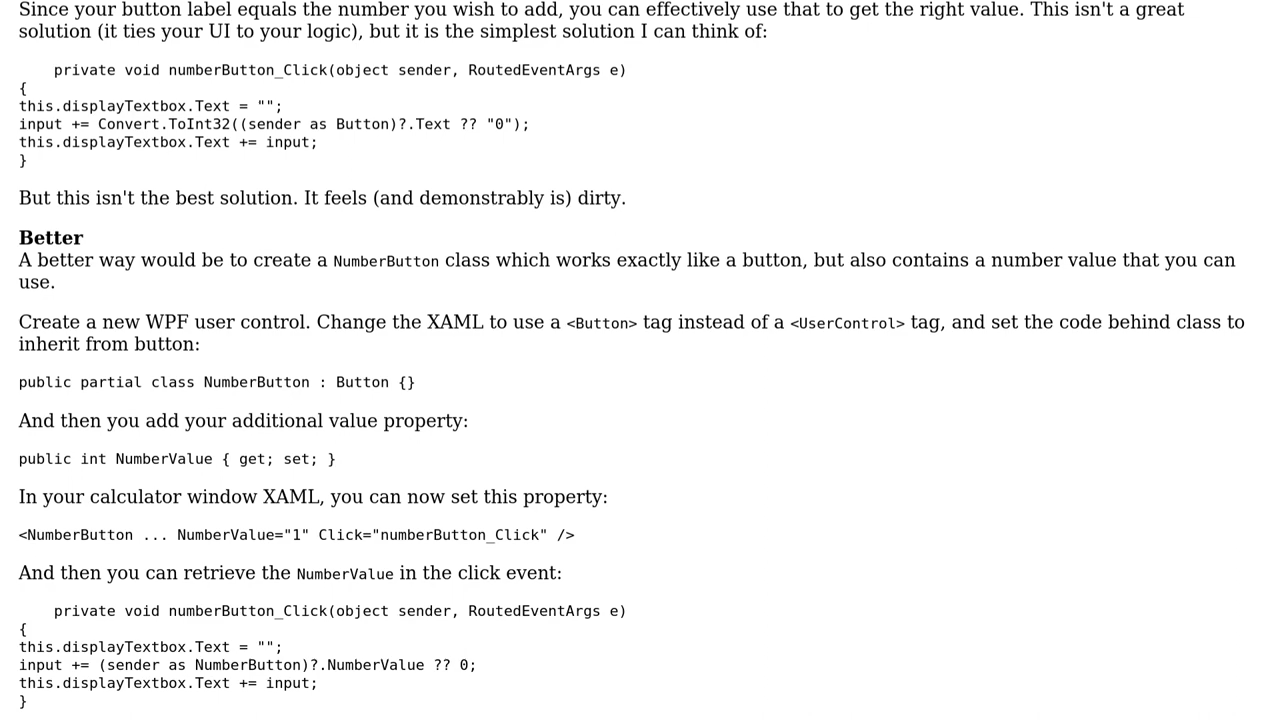 Since your button label equals the number you wish to add, you can effectively use that to get the right value. This isn't a great
solution (it ties your UI to your logic), but it is the simplest solution I can think of:
private void numberButton_Click(object sender, RoutedEventArgs e)
{
this.displayTextbox.Text = "";
input += Convert.ToInt32((sender as Button)?.Text ?? "0");
this.displayTextbox.Text += input;
}
But this isn't the best solution. It feels (and demonstrably is) dirty.
Better
A better way would be to create a NumberButton class which works exactly like a button, but also contains a number value that you can
use.
Create a new WPF user control. Change the XAML to use a <Button> tag instead of a <UserControl> tag, and set the code behind class to
inherit from button:
public partial class NumberButton : Button {}
And then you add your additional value property:
public int NumberValue { get; set; }
In your calculator window XAML, you can now set this property:
<NumberButton ... NumberValue="1" Click="numberButton_Click" />
And then you can retrieve the NumberValue in the click event:
private void numberButton_Click(object sender, RoutedEventArgs e)
{
this.displayTextbox.Text = "";
input += (sender as NumberButton)?.NumberValue ?? 0;
this.displayTextbox.Text += input;
}